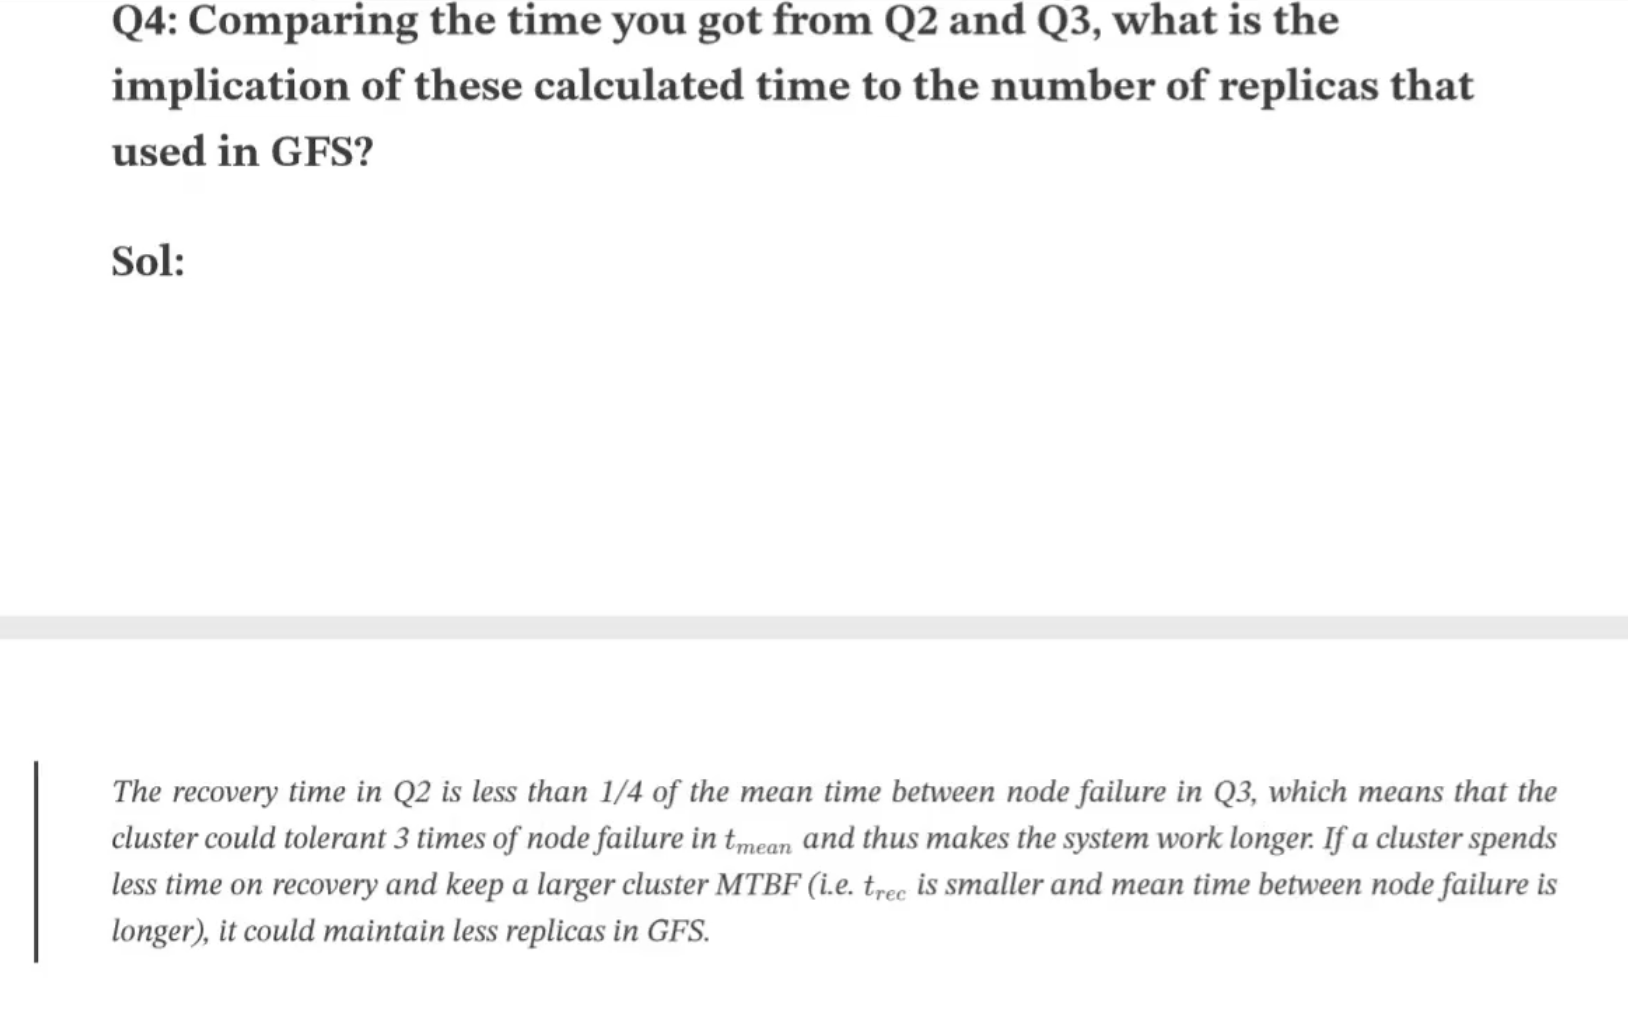 Q4: Comparing the time you got from Q2 and Q3, what is the
implication of these calculated time to the number of replicas that
used in GFS?
Sol:
The recovery time in Q2 is less than 1/4 of the mean time between node failure in Q3, which means that the
cluster could tolerant 3 times of node failure in t_mean and thus makes the system work longer. If a cluster spends
less time on recovery and keep a larger cluster MTBF (i.e. t_rec is smaller and mean time between node failure is
longer), it could maintain less replicas in GFS.